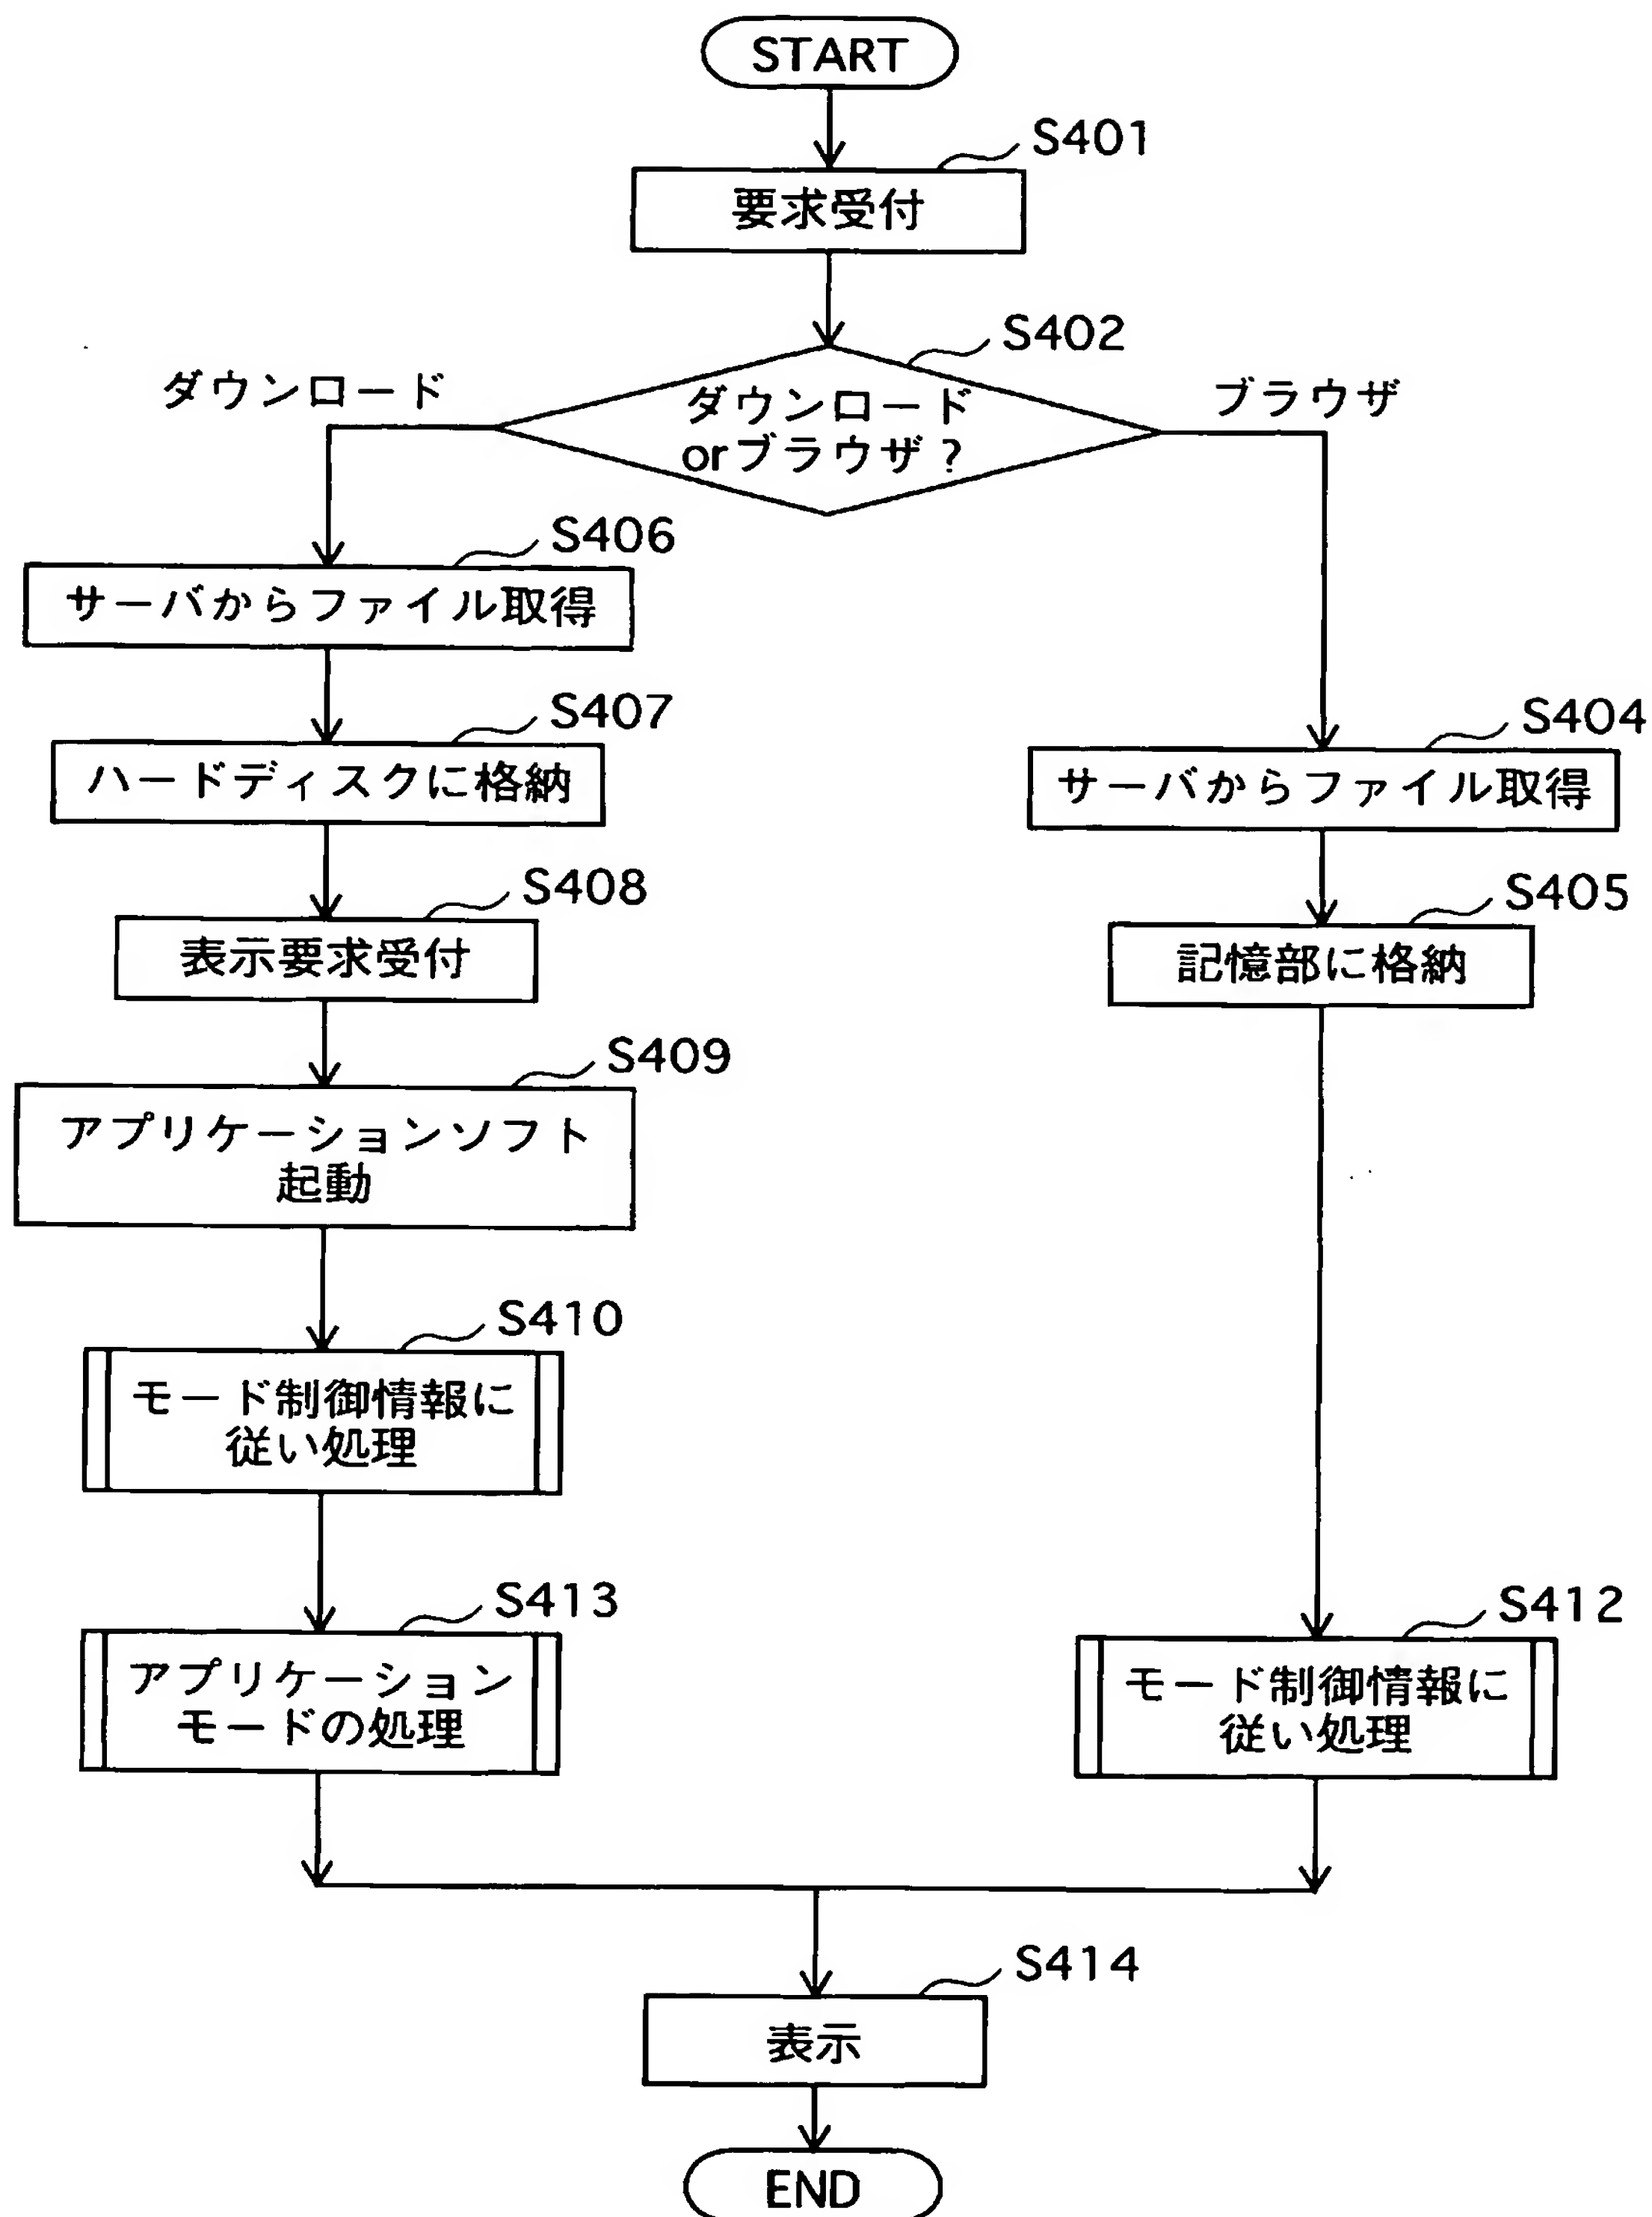 START
S401
要求受付
S402
ダウンロード
ダウンロード
orブラウザ？
ブラウザ
S406
サーバからファイル取得
S407
ハードディスクに格納
S404
サーバからファイル取得
S408
表示要求受付
S405
記憶部に格納
S409
アプリケーションソフト
起動
S410
モード制御情報に
従い処理
S413
アプリケーション
モードの処理
S412
モード制御情報に
従い処理
S414
表示
END